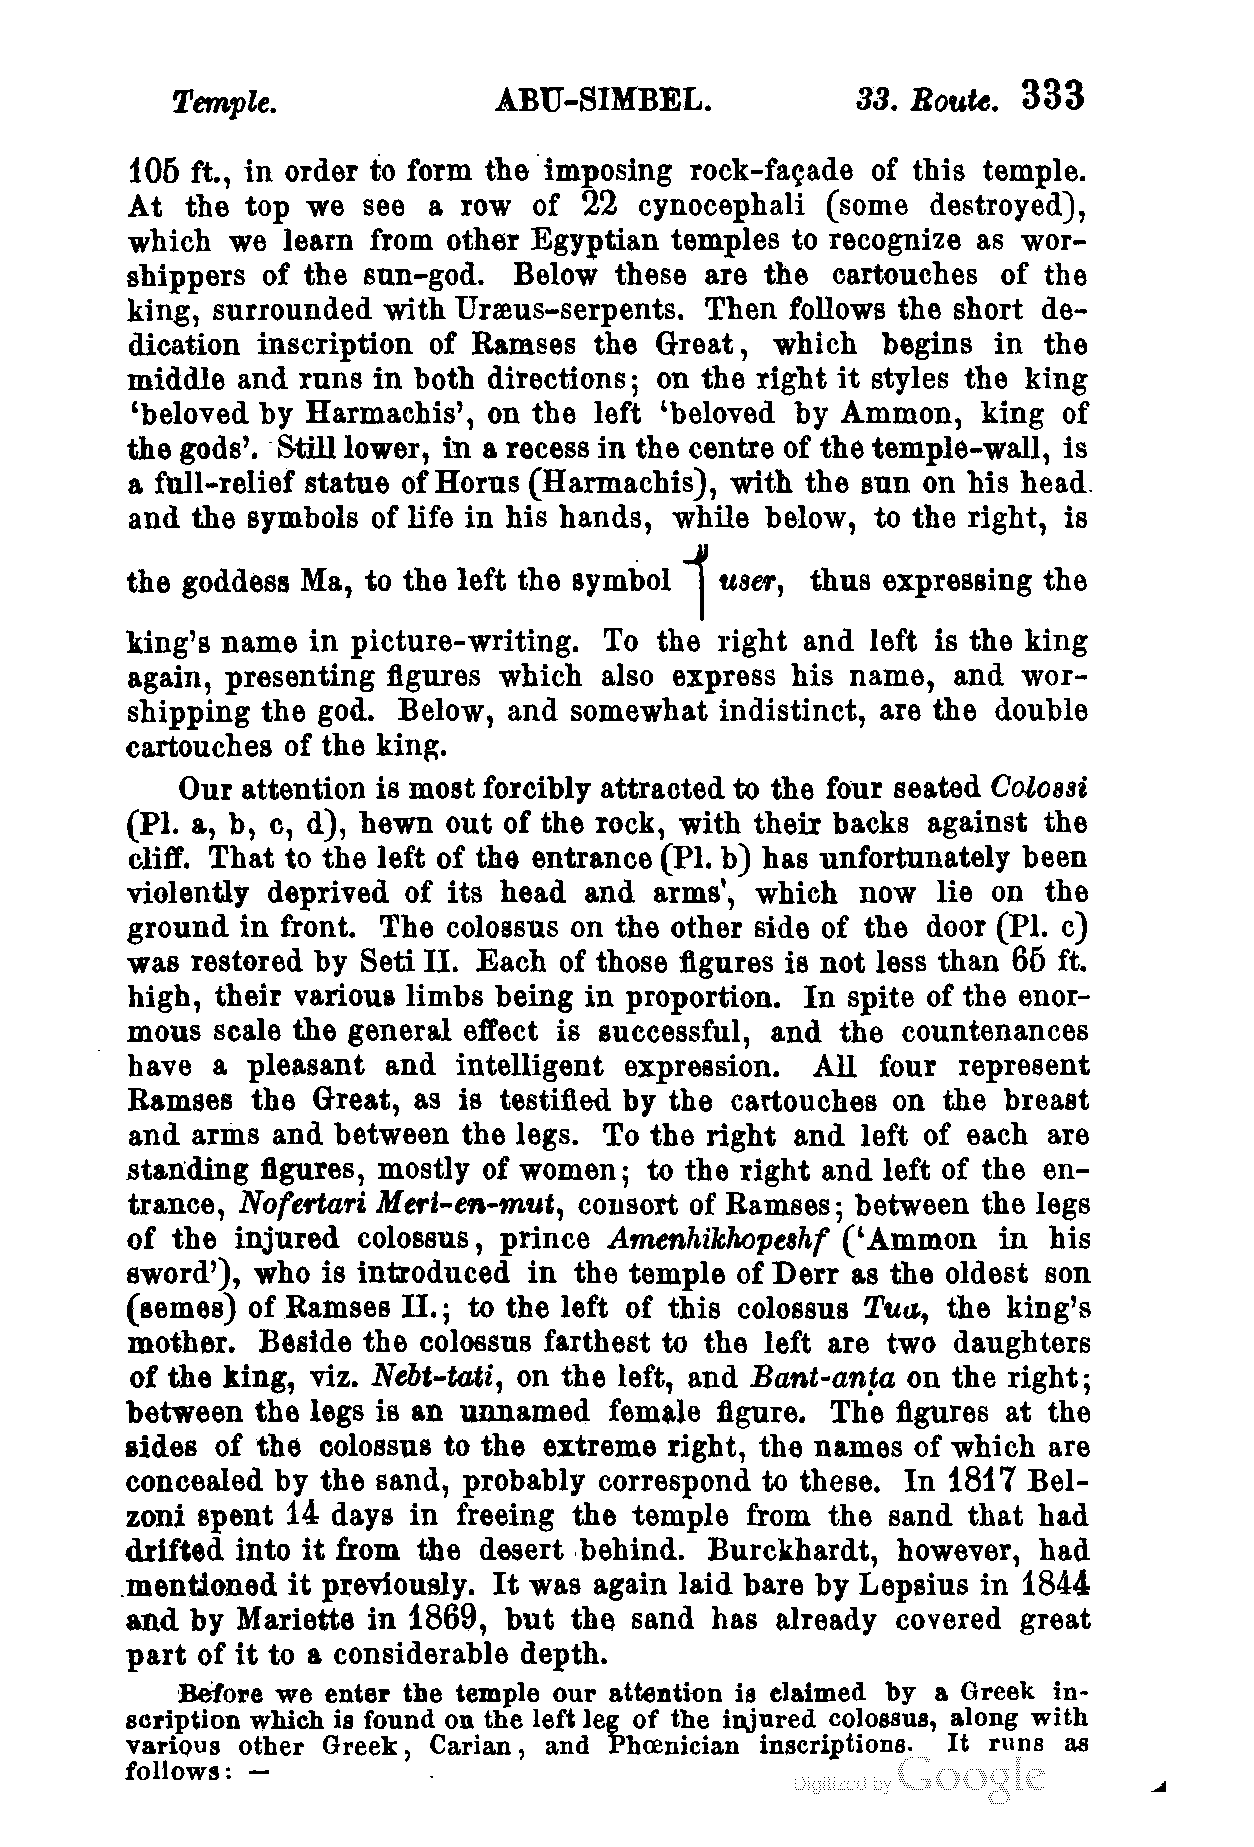 Temple. ABU-SIMBEL. 33. Route. 333
105 ft., in order to form the imposing rock-façade of this temple.
At the top we see a row of 22 cynocephali (some destroyed),
which we learn from other Egyptian temples to recognize as wor-
shippers of the sun-god. Below these are the cartouches of the
king, surrounded with Uræus-serpents. Then follows the short de-
dication inscription of Ramses the Great, which begins in the
middle and runs in both directions; on the right it styles the king
‘beloved by Harmachis’, on the left ‘beloved by Ammon, king of
the gods’. Still lower, in a recess in the centre of the temple-wall, is
a full-relief statue of Horus (Harmachis), with the sun on his head
and the symbols of life in his hands, while below, to the right, is
the goddess Ma, to the left the symbol user, thus expressing the
king's name in picture-writing. To the right and left is the king
again, presenting figures which also express his name, and wor-
shipping the god. Below, and somewhat indistinct, are the double
cartouches of the king.
Our attention is most forcibly attracted to the four seated Colossi
(Pl. a, b, c, d), hewn out of the rock, with their backs against the
cliff. That to the left of the entrance (Pl. b) has unfortunately been
violently deprived of its head and arms', which now lie on the
ground in front. The colossus on the other side of the door (Pl. c)
was restored by Seti II. Each of those figures is not less than 65 ft.
high, their various limbs being in proportion. In spite of the enor-
mous scale the general effect is successful, and the countenances
have a pleasant and intelligent expression. All four represent
Ramses the Great, as is testified by the cartouches on the breast
and arms and between the legs. To the right and left of each are
standing figures, mostly of women; to the right and left of the en-
trance, Nofertari Meri-en-mut, consort of Ramses; between the legs
of the injured colossus, prince Amenhikhopeshf (‘Ammon in his
sword’), who is introduced in the temple of Derr as the oldest son
(semes) of Ramses II.; to the left of this colossus Tua, the king's
mother. Beside the colossus farthest to the left are two daughters
of the king, viz. Nebt-tati, on the left, and Bant-anṭa on the right;
between the legs is an unnamed female figure. The figures at the
sides of the colossus to the extreme right, the names of which are
concealed by the sand, probably correspond to these. In 1817 Bel-
zoni spent 14 days in freeing the temple from the sand that had
drifted into it from the desert behind. Burckhardt, however, had
mentioned it previously. It was again laid bare by Lepsius in 1844
and by Mariette in 1869, but the sand has already covered great
part of it to a considerable depth.
Before we enter the temple our attention is claimed by a Greek in-
scription which is found on the left leg of the injured colossus, along with
various other Greek, Carian, and Phœnician inscriptions. It runs as
follows: —
Digitized by Google